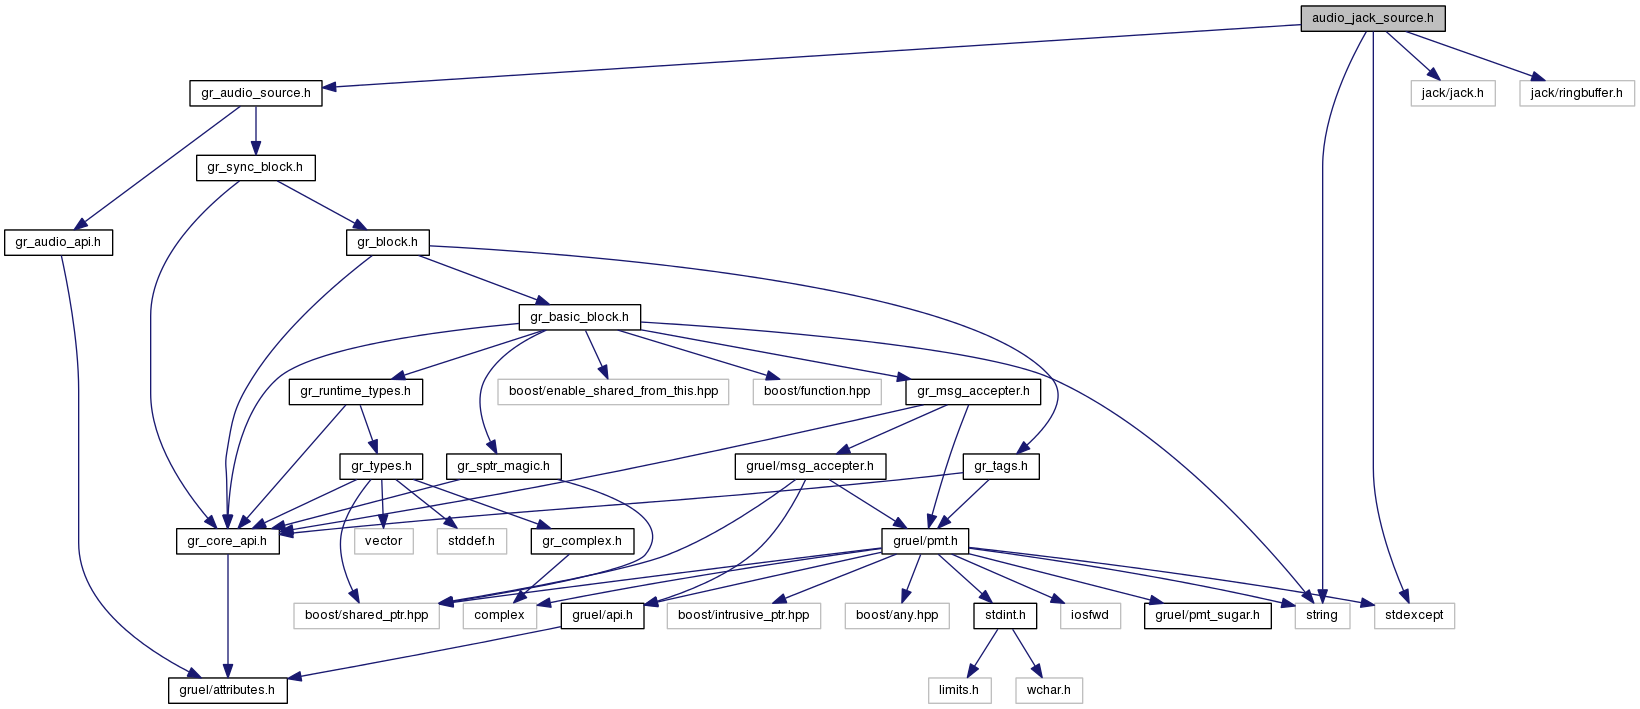 audio_jack_source.h
gr_audio_source.h
jack/jack.h
jack/ringbuffer.h
gr_sync_block.h
gr_audio_api.h
gr_block.h
gr_basic_block.h
gr_runtime_types.h
boost/enable_shared_from_this.hpp
boost/function.hpp
gr_msg_accepter.h
gr_types.h
gr_sptr_magic.h
gruel/msg_accepter.h
gr_tags.h
gr_core_api.h
vector
stddef.h
gr_complex.h
gruel/pmt.h
boost/shared_ptr.hpp
complex
gruel/api.h
boost/intrusive_ptr.hpp
boost/any.hpp
stdint.h
iosfwd
gruel/pmt_sugar.h
string
stdexcept
gruel/attributes.h
limits.h
wchar.h